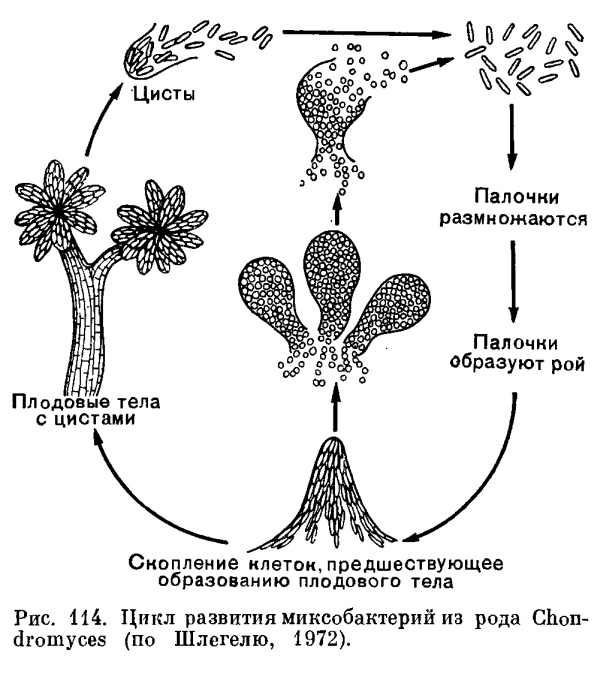 Цисты
Палочки
размножаются
Палочки
образуют рой
Плодовые тела
с цистами
Скопление клеток, предшествующее
образованию плодового тела
Рис. 114. Цикл развития миксобактерий из рода Chon-
dromyces (по Шлегелю, 1972).